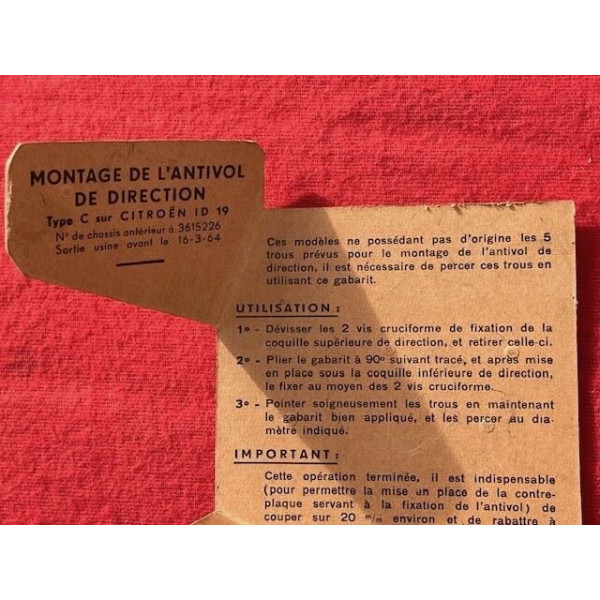 MONTAGE DE L'ANTIVOL
DE DIRECTION
Type C sur CITROËN ID 19
N° de chassis antérieur à 3615226
Sortie usine avant le 16-3-64
Ces modèles ne possédant pas d'origine les 5
trous prévus pour le montage de l'antivol de
direction, il est nécessaire de percer ces trous en
utilisant ce gabarit.
UTILISATION :
1° - Dévisser les 2 vis cruciforme de fixation de la
coquille supérieure de direction, et retirer celle-ci.
2° - Plier le gabarit à 90° suivant tracé, et après mise
en place sous la coquille inférieure de direction,
le fixer au moyen des 2 vis cruciforme.
3° - Pointer soigneusement les trous en maintenant
le gabarit bien appliqué, et les percer au dia-
mètre indiqué.
IMPORTANT :
Cette opération terminée, il est indispensable
(pour permettre la mise en place de la contre-
plaque servant à la fixation de l'antivol) de
couper sur 20 m/m environ et de rabattre à